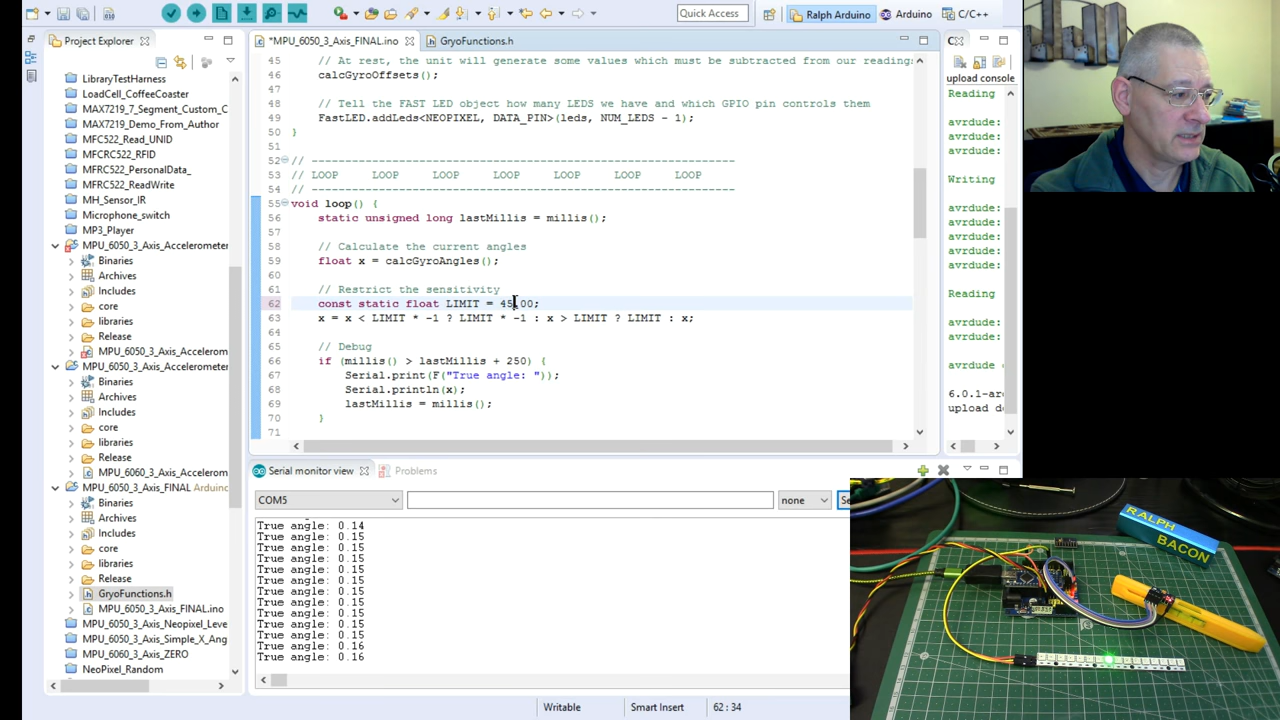 Quick Access
Ralph Arduino
Arduino
C/C++
Project Explorer
*MPU_6050_3_Axis_FINAL.ino
GryoFunctions.h
LibraryTestHarness
LoadCell_CoffeeCoaster
MAX7219_7_Segment_Custom_C
MAX7219_Demo_From_Author
MFC522_Read_UNID
MFCRC522_RFID
MFRC522_PersonalData_
MFRC522_ReadWrite
MH_Sensor_IR
Microphone_switch
MP3_Player
MPU_6050_3_Axis_Accelerometer
Binaries
Archives
Includes
core
libraries
Release
MPU_6050_3_Axis_Accelerom
MPU_6050_3_Axis_Accelerometer
Binaries
Archives
Includes
core
libraries
Release
MPU_6060_3_Axis_Accelerom
MPU_6050_3_Axis_FINAL Arduino
Binaries
Archives
Includes
core
libraries
Release
GryoFunctions.h
MPU_6050_3_Axis_FINAL.ino
MPU_6050_Axis_Neopixel_Leve
MPU_6050_Axis_Simple_X_Ang
MPU_6060_3_Axis_ZERO
NeoPixel_Random
45 // At rest, the unit will generate some values which must be subtracted from our readings
46 calcGyroOffsets();
47
48 // Tell the FAST LED object how many LEDS we have and which GPIO pin controls them
49 FastLED.addLeds<NEOPIXEL, DATA_PIN>(leds, NUM_LEDS - 1);
50 }
51
52 // ---------------------------------------------------------------
53 // LOOP LOOP LOOP LOOP LOOP LOOP LOOP
54 // ---------------------------------------------------------------
55 void loop() {
56 static unsigned long lastMillis = millis();
57
58 // Calculate the current angles
59 float x = calcGyroAngles();
60
61 // Restrict the sensitivity
62 const static float LIMIT = 45.00;
63 x = x < LIMIT * -1 ? LIMIT * -1 : x > LIMIT ? LIMIT : x;
64
65 // Debug
66 if (millis() > lastMillis + 250) {
67 Serial.print(F("True angle: "));
68 Serial.println(x);
69 lastMillis = millis();
70 }
71
upload console
Reading
avrdude:
avrdude:
avrdude:
Writing
avrdude:
avrdude:
avrdude:
avrdude:
avrdude:
Reading
avrdude:
avrdude:
avrdude:
avrdude d
6.0.1-ar
upload do
Serial monitor view
Problems
COM5
none
True angle: 0.14
True angle: 0.15
True angle: 0.15
True angle: 0.15
True angle: 0.15
True angle: 0.15
True angle: 0.15
True angle: 0.15
True angle: 0.15
True angle: 0.15
True angle: 0.15
True angle: 0.16
True angle: 0.16
RALPH
BACON
Writable
Smart Insert
62 : 34